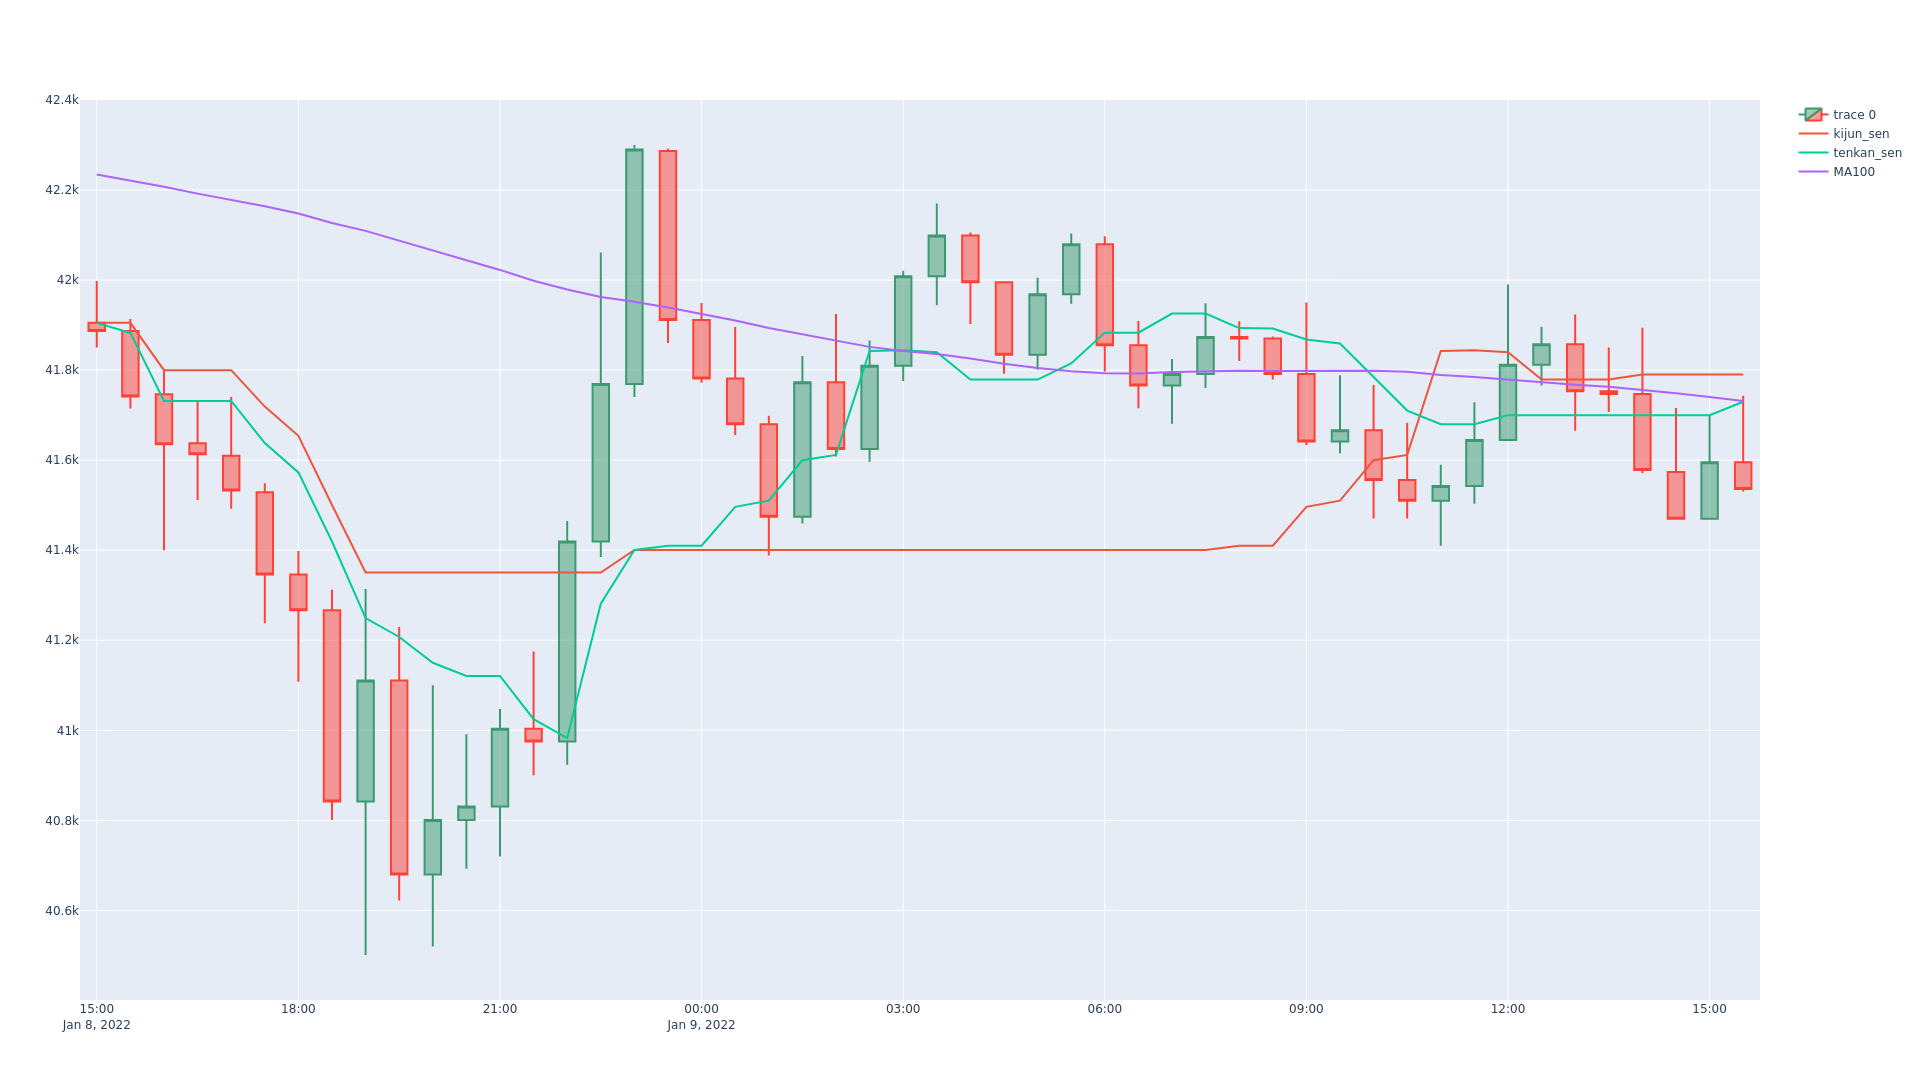 42.4k
42.2k
42k
41.8k
41.6k
41.4k
41.2k
41k
40.8k
40.6k
15:00
Jan 8, 2022
18:00
21:00
00:00
Jan 9, 2022
03:00
06:00
09:00
12:00
15:00
trace 0
kijun_sen
tenkan_sen
MA100